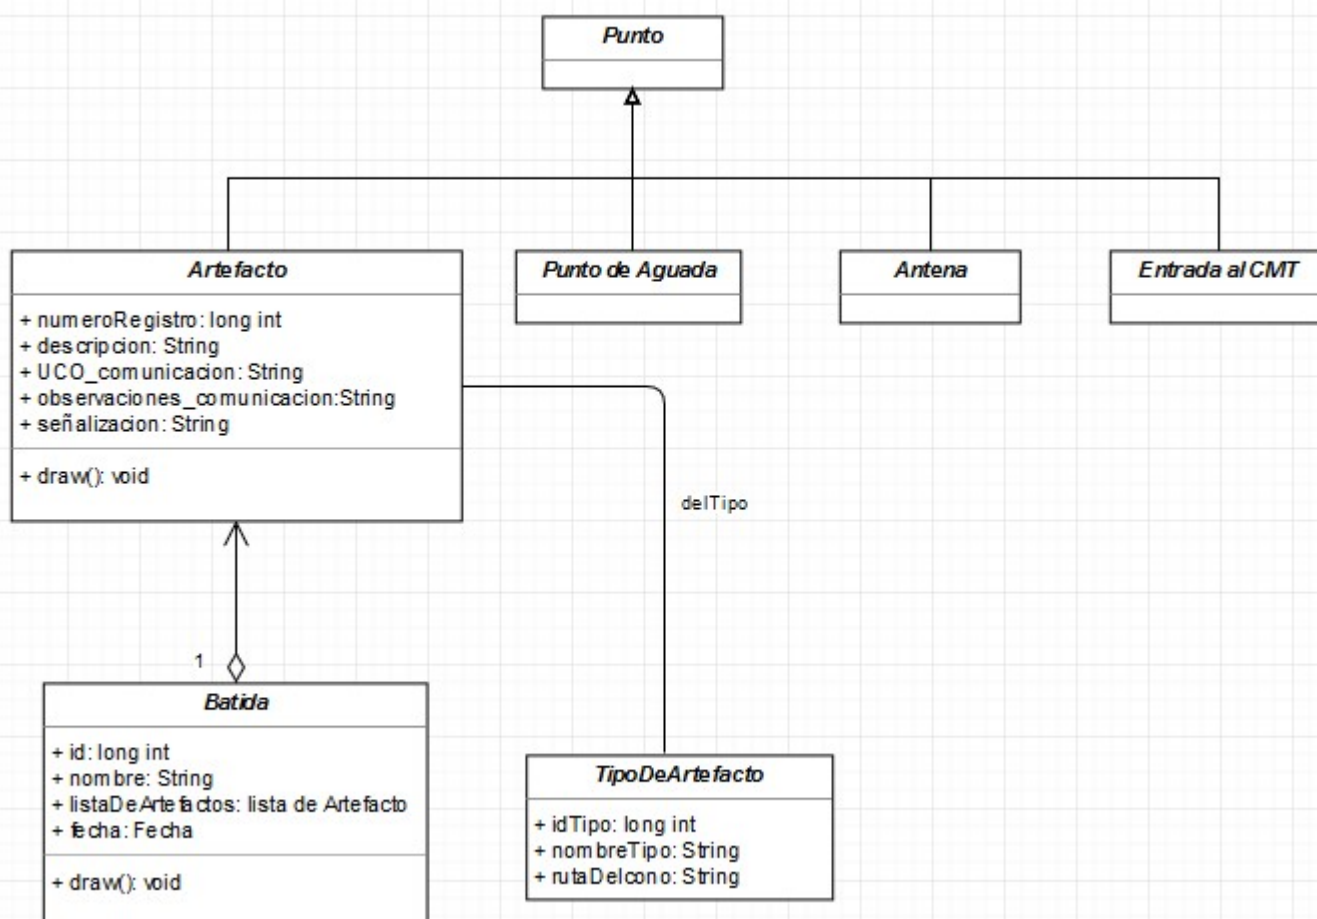 Punto
Artefacto
+ numeroRegistro: long int
+ descripcion: String
+ UCO_comunicacion: String
+ observaciones_comunicacion:String
+ señalizacion: String
+ draw(): void
Punto de Aguada
Antena
Entrada al CMT
delTipo
1
Batida
+ id: long int
+ nombre: String
+ listaDeArtefactos: lista de Artefacto
+ fecha: Fecha
+ draw(): void
TipoDeArtefacto
+ idTipo: long int
+ nombreTipo: String
+ rutaDeIcono: String